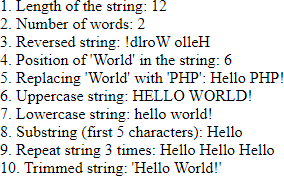 1. Length of the string: 12
2. Number of words: 2
3. Reversed string: !dlroW olleH
4. Position of 'World' in the string: 6
5. Replacing 'World' with 'PHP': Hello PHP!
6. Uppercase string: HELLO WORLD!
7. Lowercase string: hello world!
8. Substring (first 5 characters): Hello
9. Repeat string 3 times: Hello Hello Hello
10. Trimmed string: 'Hello World!'